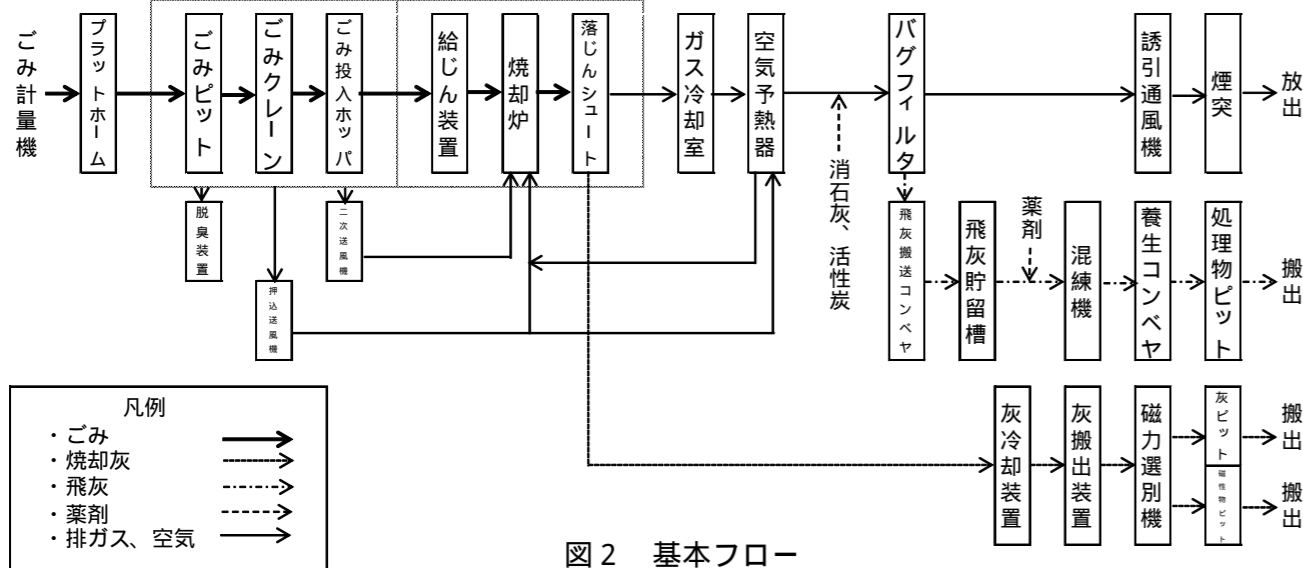 ごみ計量機
プラットホーム
ごみピット
ごみクレーン
ごみ投入ホッパ
給じん装置
焼却炉
落じんシュート
ガス冷却室
空気予熱器
バグフィルタ
誘引通風機
煙突
放出
脱臭装置
二次送風機
押込送風機
消石灰、活性炭
飛灰搬送コンベヤ
飛灰貯留槽
薬剤
混練機
養生コンベヤ
処理物ピット
搬出
灰冷却装置
灰搬出装置
磁力選別機
灰ピット
搬出
磁性物ピット
搬出
凡例
・ごみ
・焼却灰
・飛灰
・薬剤
・排ガス、空気
図2 基本フロー